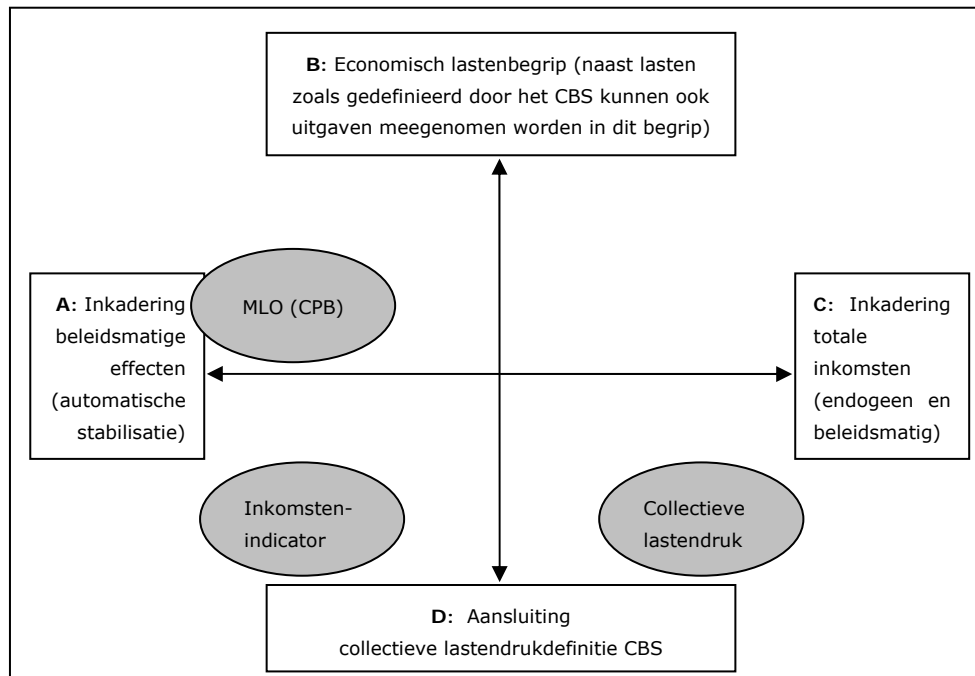 B: Economisch lastenbegrip (naast lasten
zoals gedefinieerd door het CBS kunnen ook
uitgaven meegenomen worden in dit begrip)
MLO (CPB)
A: Inkadering
beleidsmatige
effecten
(automatische
stabilisatie)
C: Inkadering
totale
inkomsten
(endogeen en
beleidsmatig)
Inkomsten-
indicator
Collectieve
lastendruk
D: Aansluiting
collectieve lastendrukdefinitie CBS